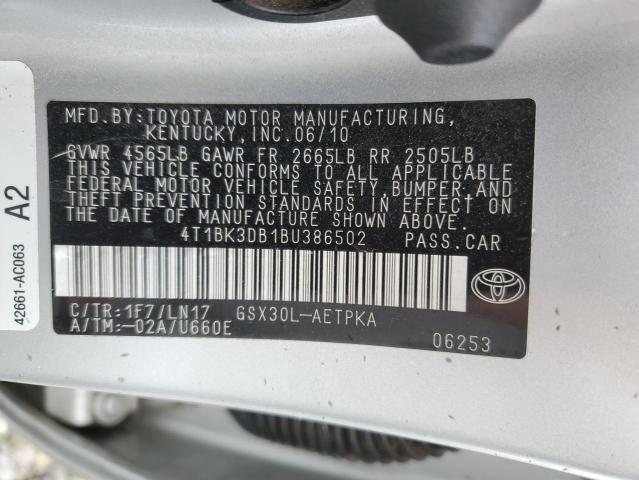 MFD.BY:TOYOTA MOTOR MANUFACTURING,
KENTUCKY,INC.06/10
GVWR 4565LB GAWR FR 2665LB RR 2505LB
THIS VEHICLE CONFORMS TO ALL APPLICABLE
FEDERAL MOTOR VEHICLE SAFETY,BUMPER,AND
THEFT PREVENTION STANDARDS IN EFFECT ON
THE DATE OF MANUFACTURE SHOWN ABOVE.
4T1BK3DB1BU386502 PASS.CAR
C/TR:1F7/LN17 GSX30L-AETPKA
A/TM:-02A/U660E
06253
42661-AC063 A2